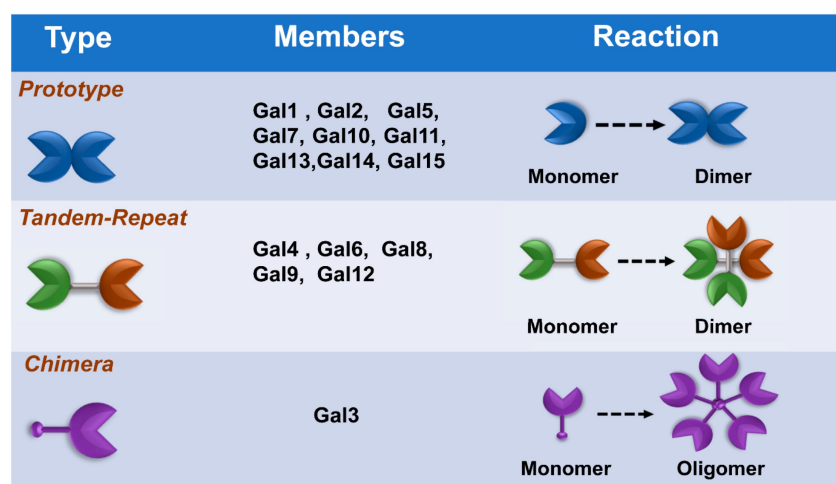 Type Members Reaction
Prototype
Gal1 , Gal2, Gal5,
Gal7, Gal10, Gal11,
Gal13,Gal14, Gal15
Monomer Dimer
Tandem-Repeat
Gal4 , Gal6, Gal8,
Gal9, Gal12
Monomer Dimer
Chimera
Gal3
Monomer Oligomer